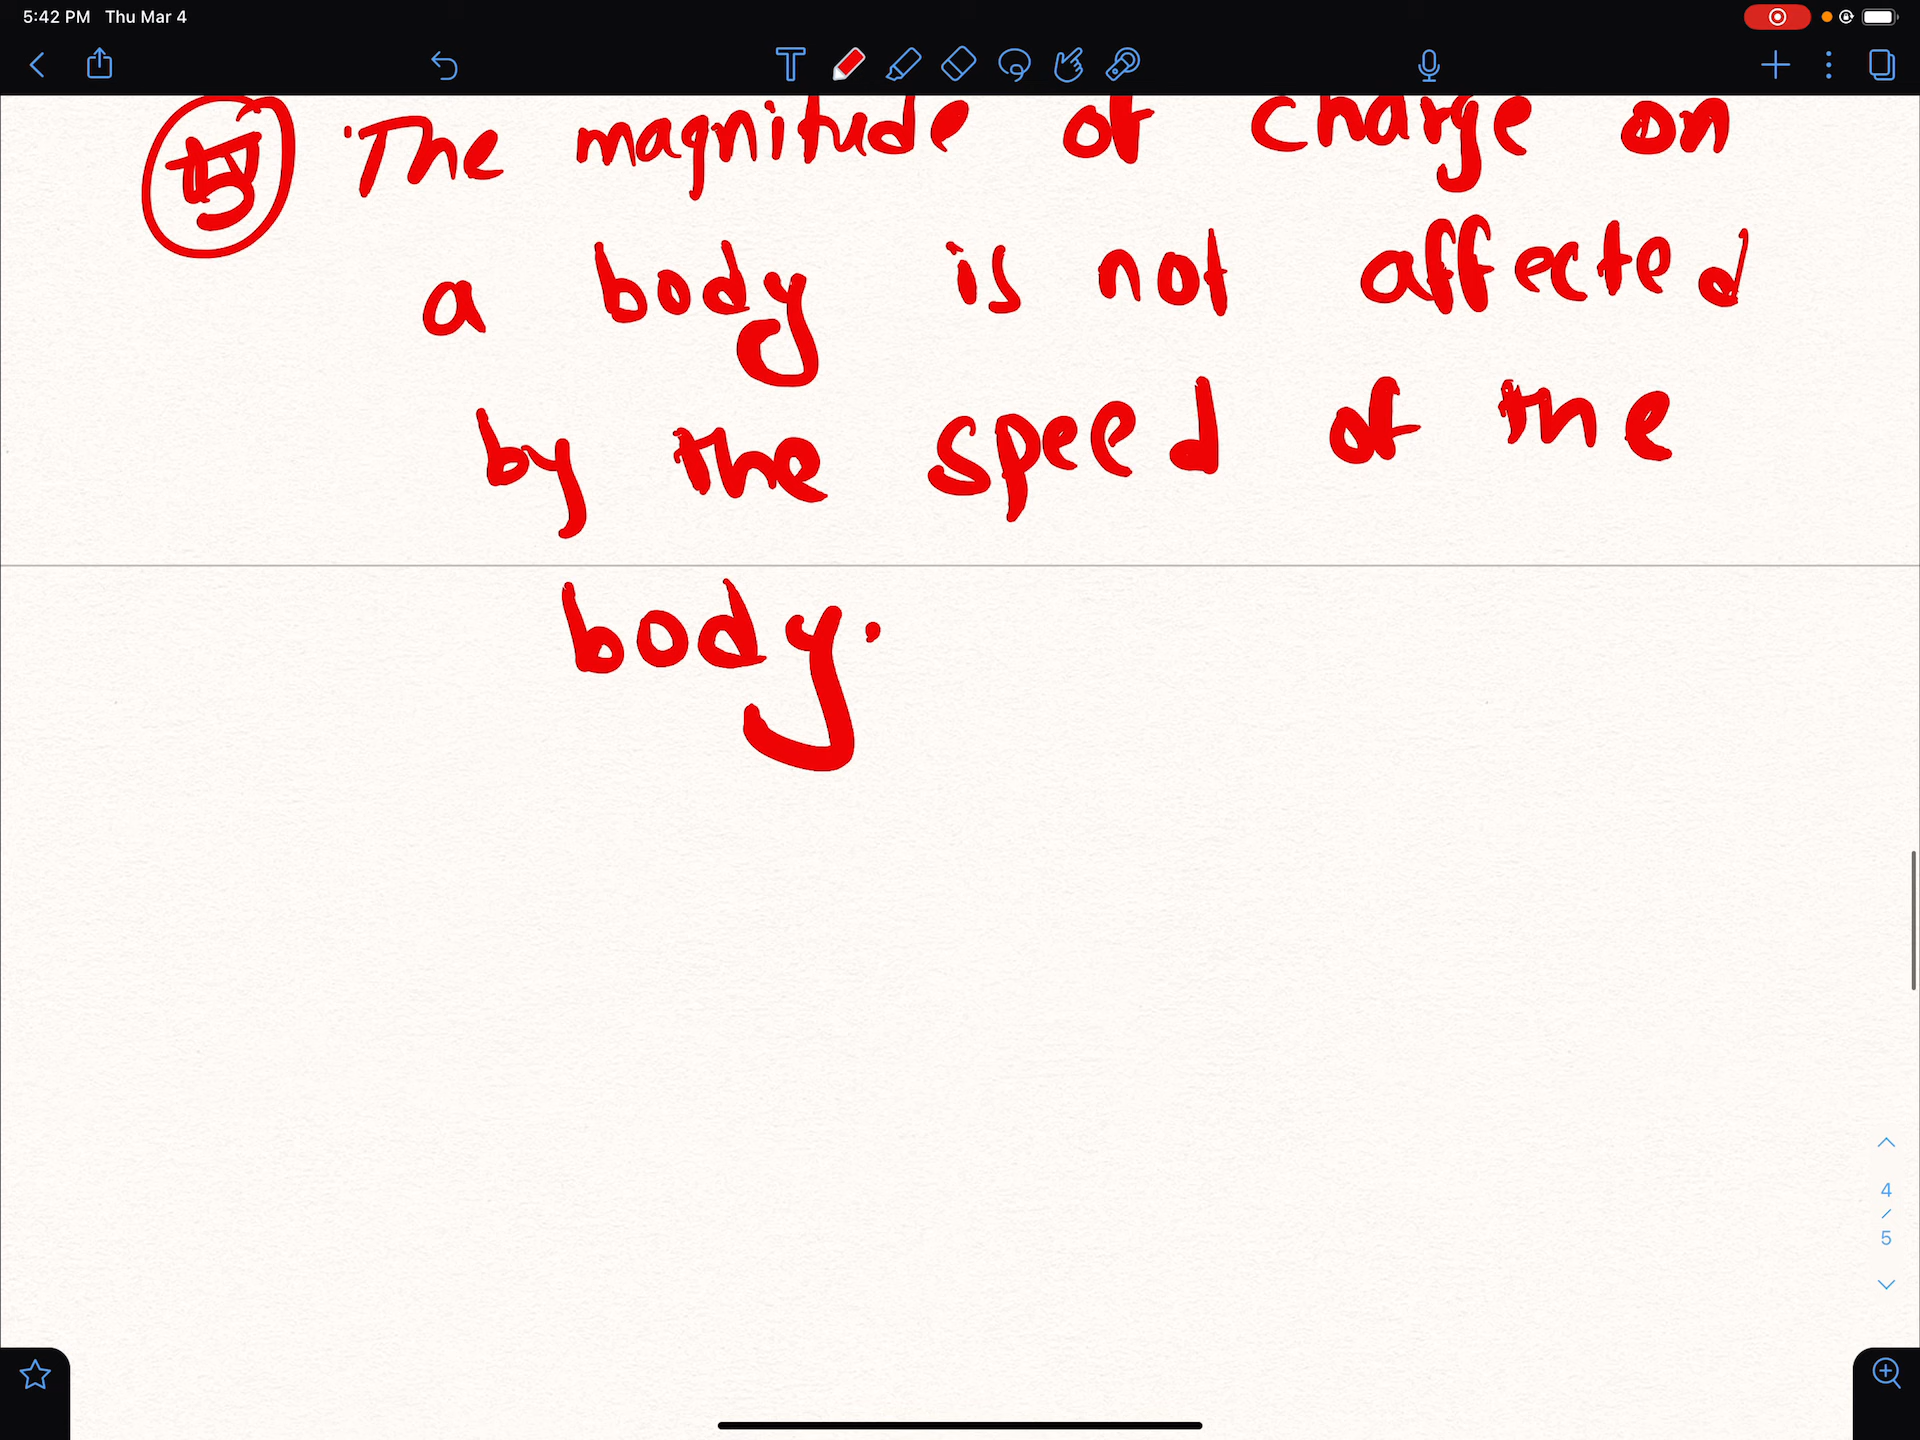 5:42 PM Thu Mar 4
The magnitude of charge on
a body is not affected
by the speed of the
body.
4
/
5